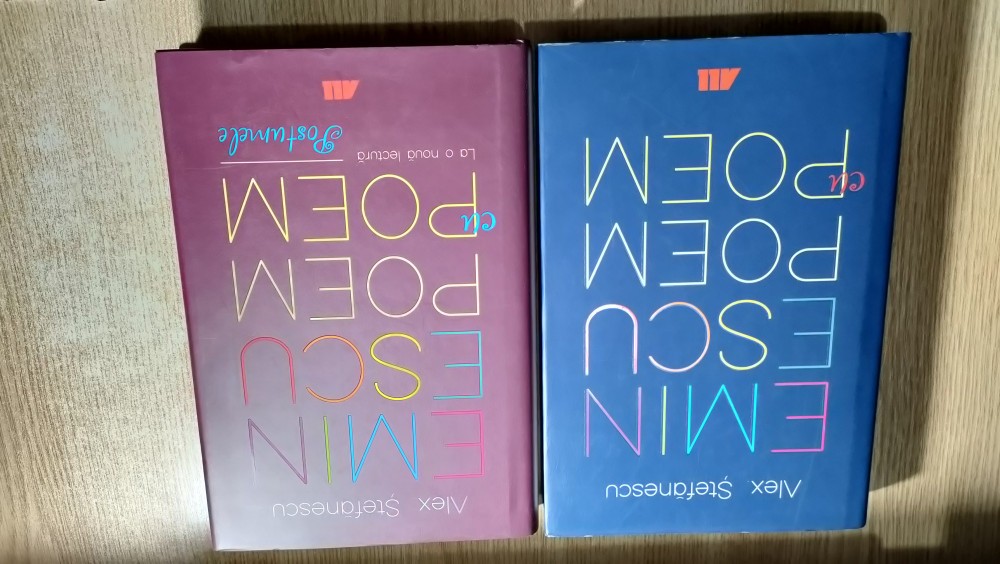 Alex Ștefănescu
EMIN
ESCU
POEM
cu
POEM
La o nouă lectură
Postumele
ALL
Alex Ștefănescu
EMIN
ESCU
POEM
cu
POEM
ALL